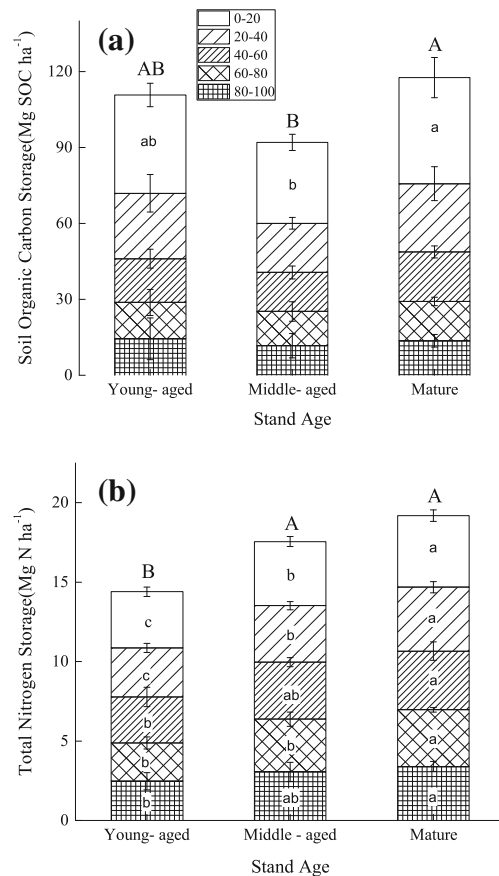 (a)
0-20
20-40
40-60
60-80
80-100
AB
B
A
120
90
60
30
0
ab
b
a
Soil Organic Carbon Storage(Mg SOC ha-1)
Young- aged Middle- aged Mature
Stand Age
(b)
B
A
A
20
15
10
5
0
c
b
a
c
b
a
b
ab
a
b
b
a
b
ab
a
Total Nitrogen Storage(Mg N ha-1)
Young- aged Middle - aged Mature
Stand Age